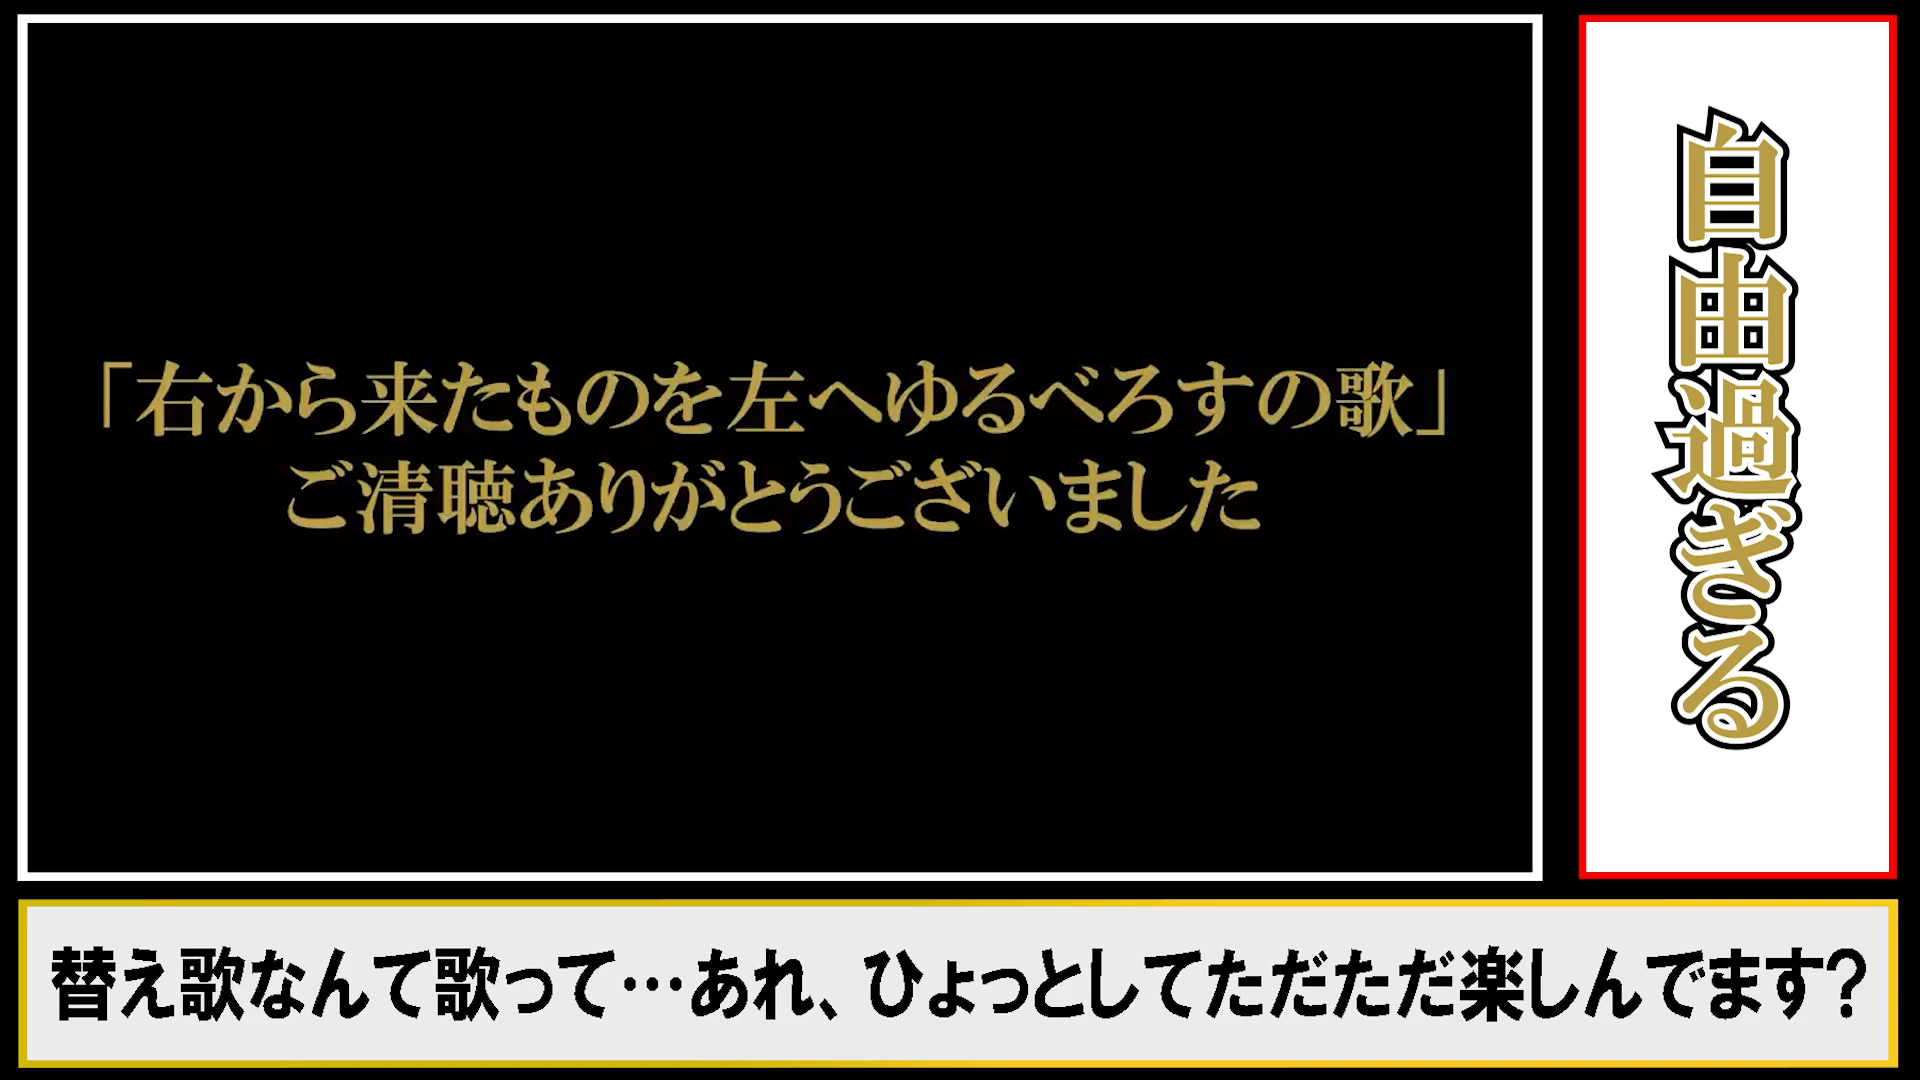 「右から来たものを左へゆるべろすの歌」
ご清聴ありがとうございました
自由過ぎる
替え歌なんて歌って…あれ、ひょっとしてただただ楽しんでます?